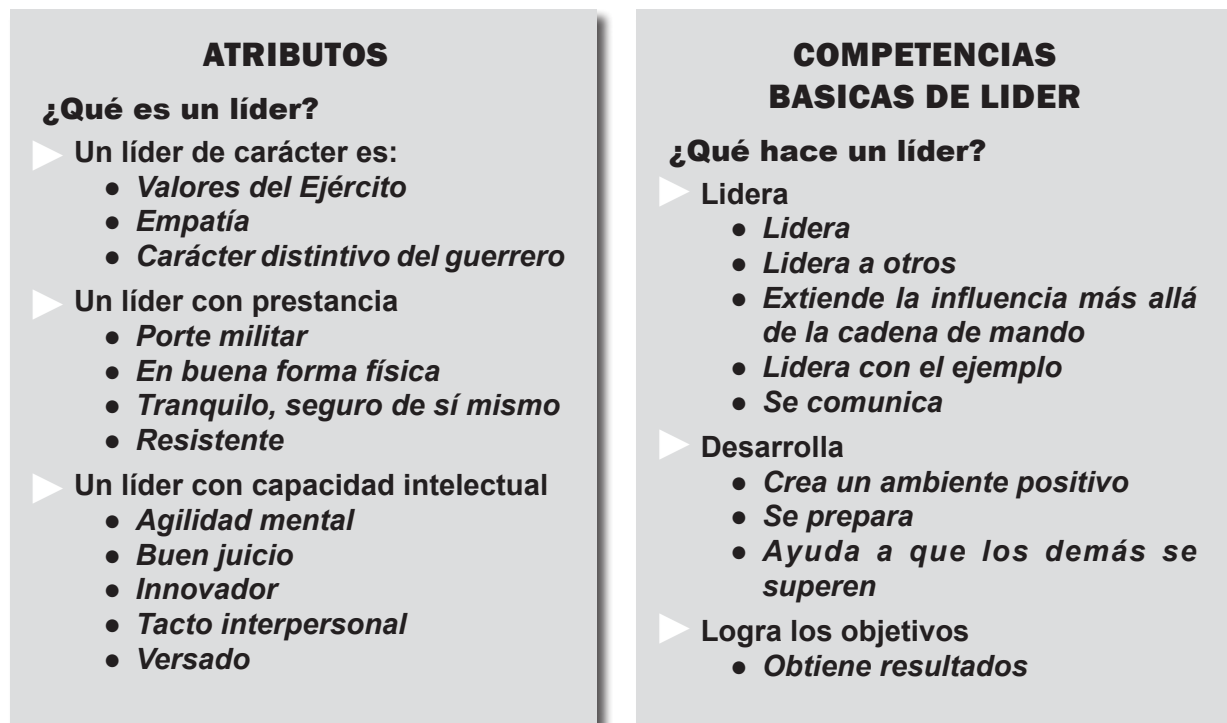 ATRIBUTOS
¿Qué es un líder?
Un líder de carácter es:
● Valores del Ejército
● Empatía
● Carácter distintivo del guerrero
Un líder con prestancia
● Porte militar
● En buena forma física
● Tranquilo, seguro de sí mismo
● Resistente
Un líder con capacidad intelectual
● Agilidad mental
● Buen juicio
● Innovador
● Tacto interpersonal
● Versado
COMPETENCIAS
BASICAS DE LIDER
¿Qué hace un líder?
Lidera
● Lidera
● Lidera a otros
● Extiende la influencia más allá
de la cadena de mando
● Lidera con el ejemplo
● Se comunica
Desarrolla
● Crea un ambiente positivo
● Se prepara
● Ayuda a que los demás se
superen
Logra los objetivos
● Obtiene resultados